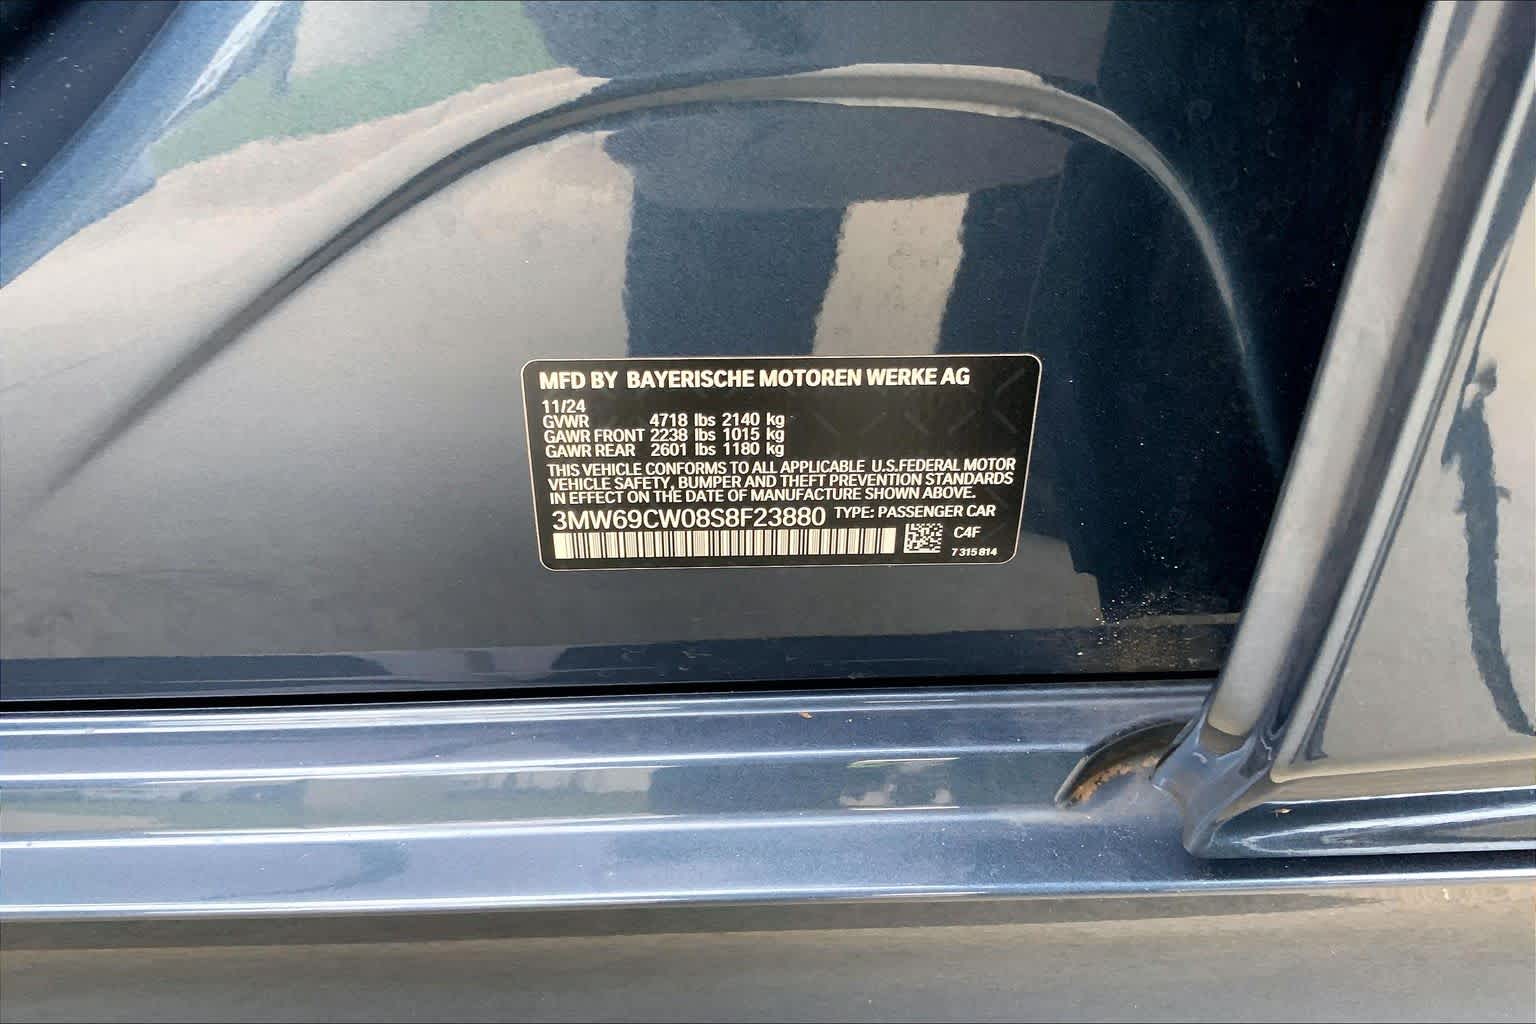 MFD BY BAYERISCHE MOTOREN WERKE AG
11/24
GVWR 4718 lbs 2140 kg
GAWR FRONT 2238 lbs 1015 kg
GAWR REAR 2601 lbs 1180 kg
THIS VEHICLE CONFORMS TO ALL APPLICABLE U.S.FEDERAL MOTOR
VEHICLE SAFETY, BUMPER AND THEFT PREVENTION STANDARDS
IN EFFECT ON THE DATE OF MANUFACTURE SHOWN ABOVE.
3MW69CW08S8F23880 TYPE: PASSENGER CAR
C4F
7 315 814